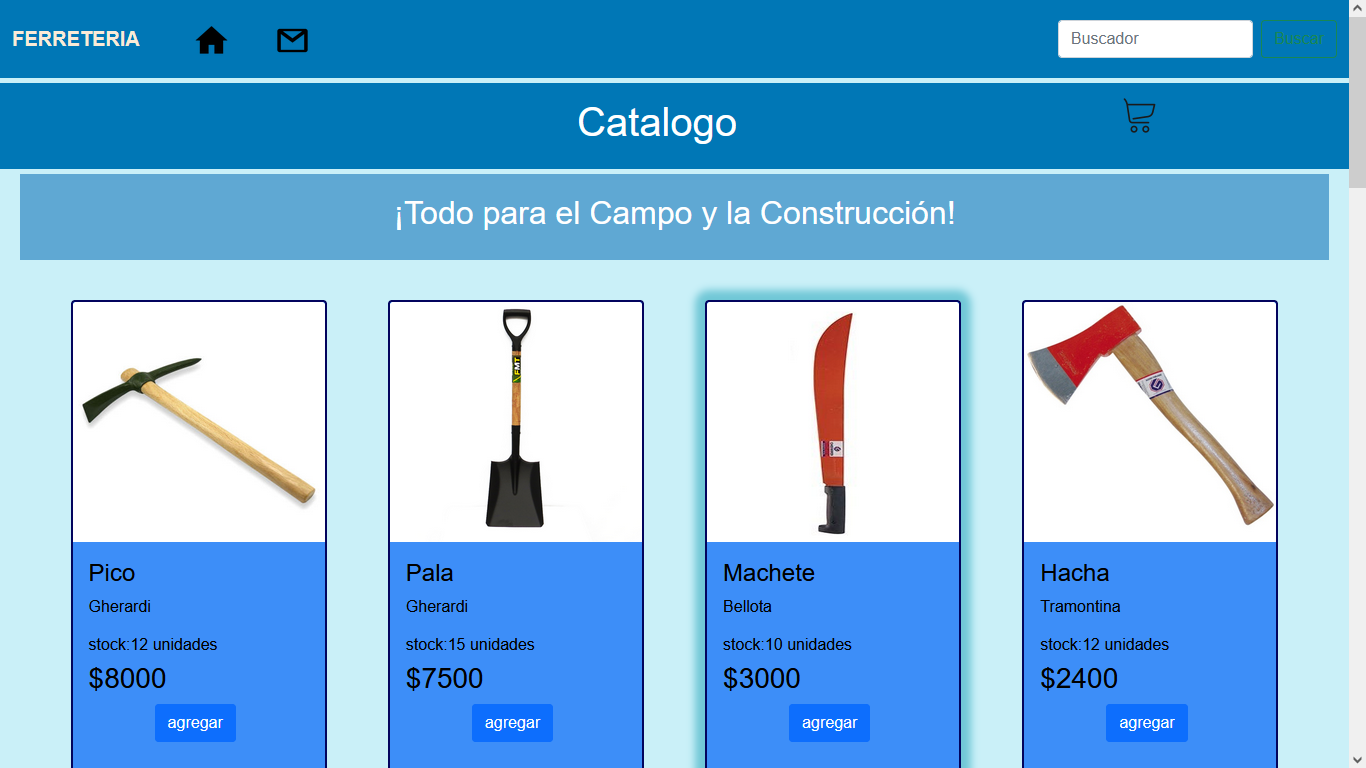 FERRETERIA
Buscador
Buscar
Catalogo
¡Todo para el Campo y la Construcción!
FMT
Pico
Gherardi
stock:12 unidades
$8000
agregar
Pala
Gherardi
stock:15 unidades
$7500
agregar
Machete
Bellota
stock:10 unidades
$3000
agregar
Hacha
Tramontina
stock:12 unidades
$2400
agregar